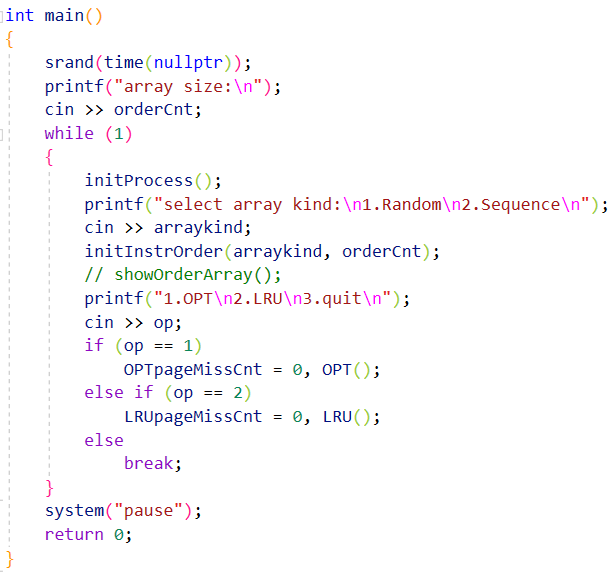 int main()
{
    srand(time(nullptr));
    printf("array size:\n");
    cin >> orderCnt;
    while (1)
    {
        initProcess();
        printf("select array kind:\n1.Random\n2.Sequence\n");
        cin >> arraykind;
        initInstrOrder(arraykind, orderCnt);
        // showOrderArray();
        printf("1.OPT\n2.LRU\n3.quit\n");
        cin >> op;
        if (op == 1)
            OPTpageMissCnt = 0, OPT();
        else if (op == 2)
            LRUpageMissCnt = 0, LRU();
        else
            break;
    }
    system("pause");
    return 0;
}